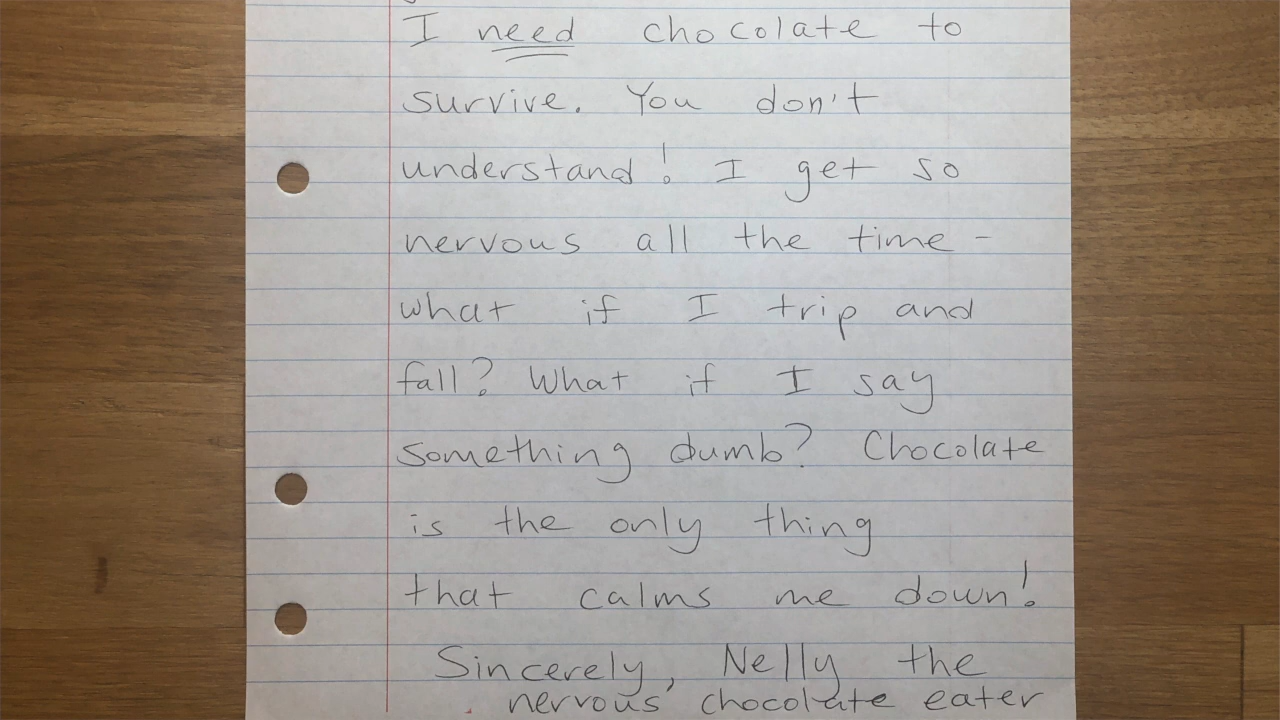 I need chocolate to
survive. You don't
understand! I get so
nervous all the time -
what if I trip and
fall? What if I say
something dumb? Chocolate
is the only thing
that calms me down!
Sincerely, Nelly the
nervous chocolate eater